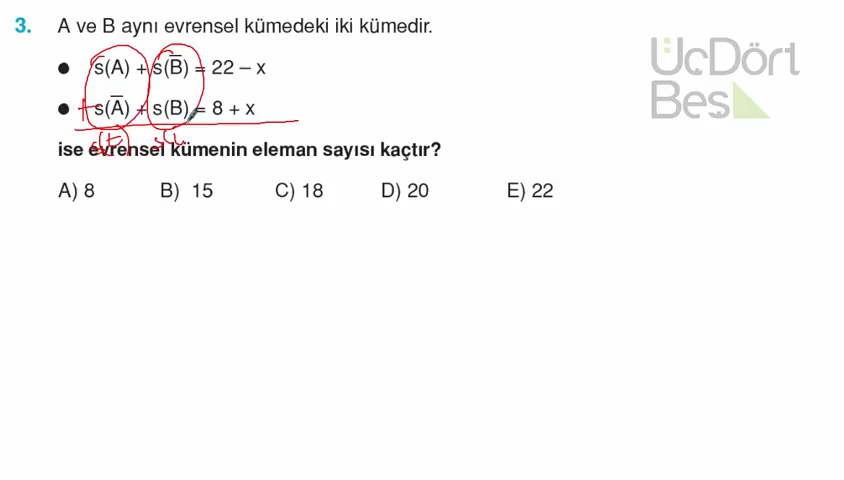 3. A ve B aynı evrensel kümedeki iki kümedir.
ÜçDört
Beş
● s(A) + s(B̅) = 22 – x
● + s(A̅) + s(B) = 8 + x
ise evrensel kümenin eleman sayısı kaçtır?
A) 8 B) 15 C) 18 D) 20 E) 22